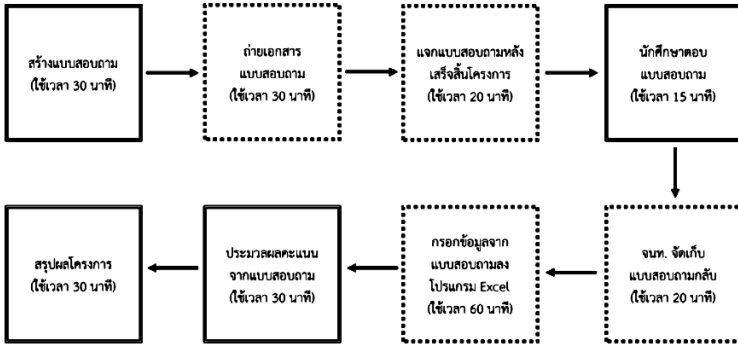 สร้างแบบสอบถาม
(ใช้เวลา 30 นาที)
ถ่ายเอกสาร
แบบสอบถาม
(ใช้เวลา 30 นาที)
แจกแบบสอบถามหลัง
เสร็จสิ้นโครงการ
(ใช้เวลา 20 นาที)
นักศึกษาตอบ
แบบสอบถาม
(ใช้เวลา 15 นาที)
จนท. จัดเก็บ
แบบสอบถามกลับ
(ใช้เวลา 20 นาที)
กรอกข้อมูลจาก
แบบสอบถามลง
โปรแกรม Excel
(ใช้เวลา 60 นาที)
ประมวลผลคะแนน
จากแบบสอบถาม
(ใช้เวลา 30 นาที)
สรุปผลโครงการ
(ใช้เวลา 30 นาที)